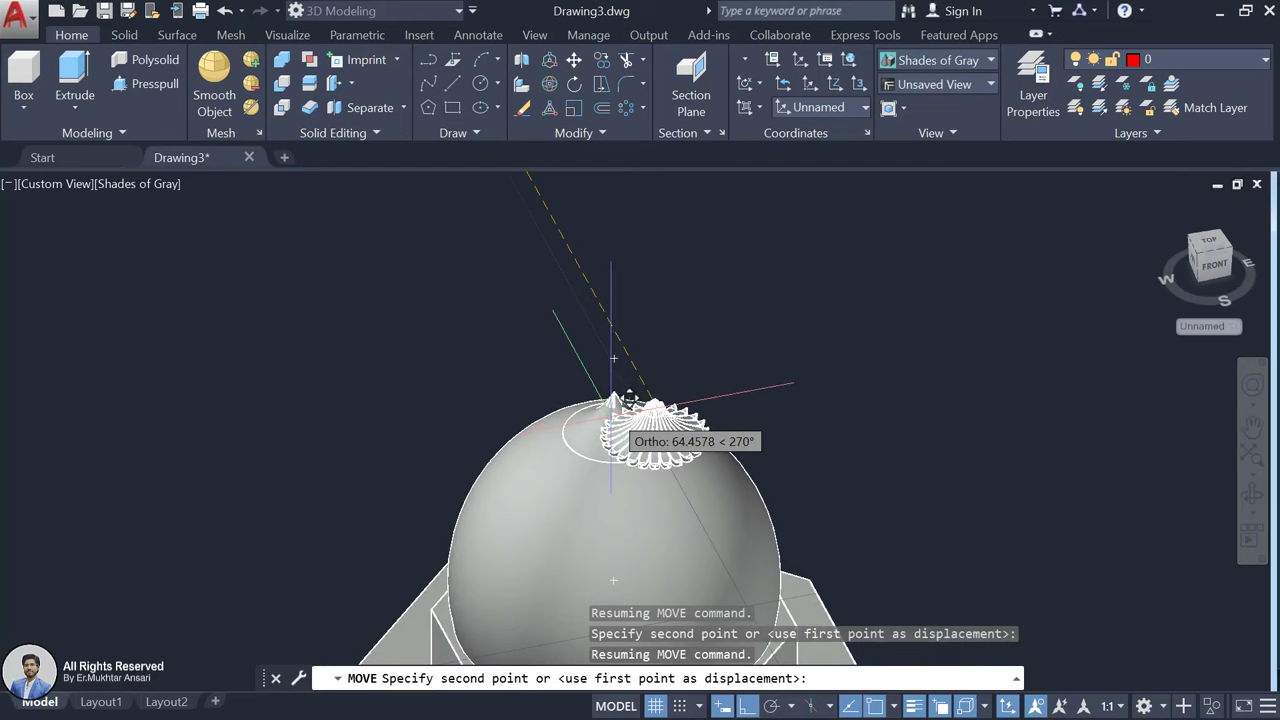 3D Modeling
Drawing3.dwg
Type a keyword or phrase
Sign In
Home
Solid
Surface
Mesh
Visualize
Parametric
Insert
Annotate
View
Manage
Output
Add-ins
Collaborate
Express Tools
Featured Apps
Box
Extrude
Polysolid
Presspull
Modeling
Smooth
Object
Mesh
Imprint
Separate
Solid Editing
Draw
Modify
Section
Plane
Section
Unnamed
Coordinates
Shades of Gray
Unsaved View
View
Layer
Properties
0
Match Layer
Layers
Start
Drawing3*
[−][Custom View][Shades of Gray]
TOP
FRONT
W
E
S
Unnamed
Ortho: 64.4578 < 270°
Resuming MOVE command.
Specify second point or <use first point as displacement>:
Resuming MOVE command.
MOVE Specify second point or <use first point as displacement>:
All Rights Reserved
By Er.Mukhtar Ansari
Model
Layout1
Layout2
MODEL
1:1